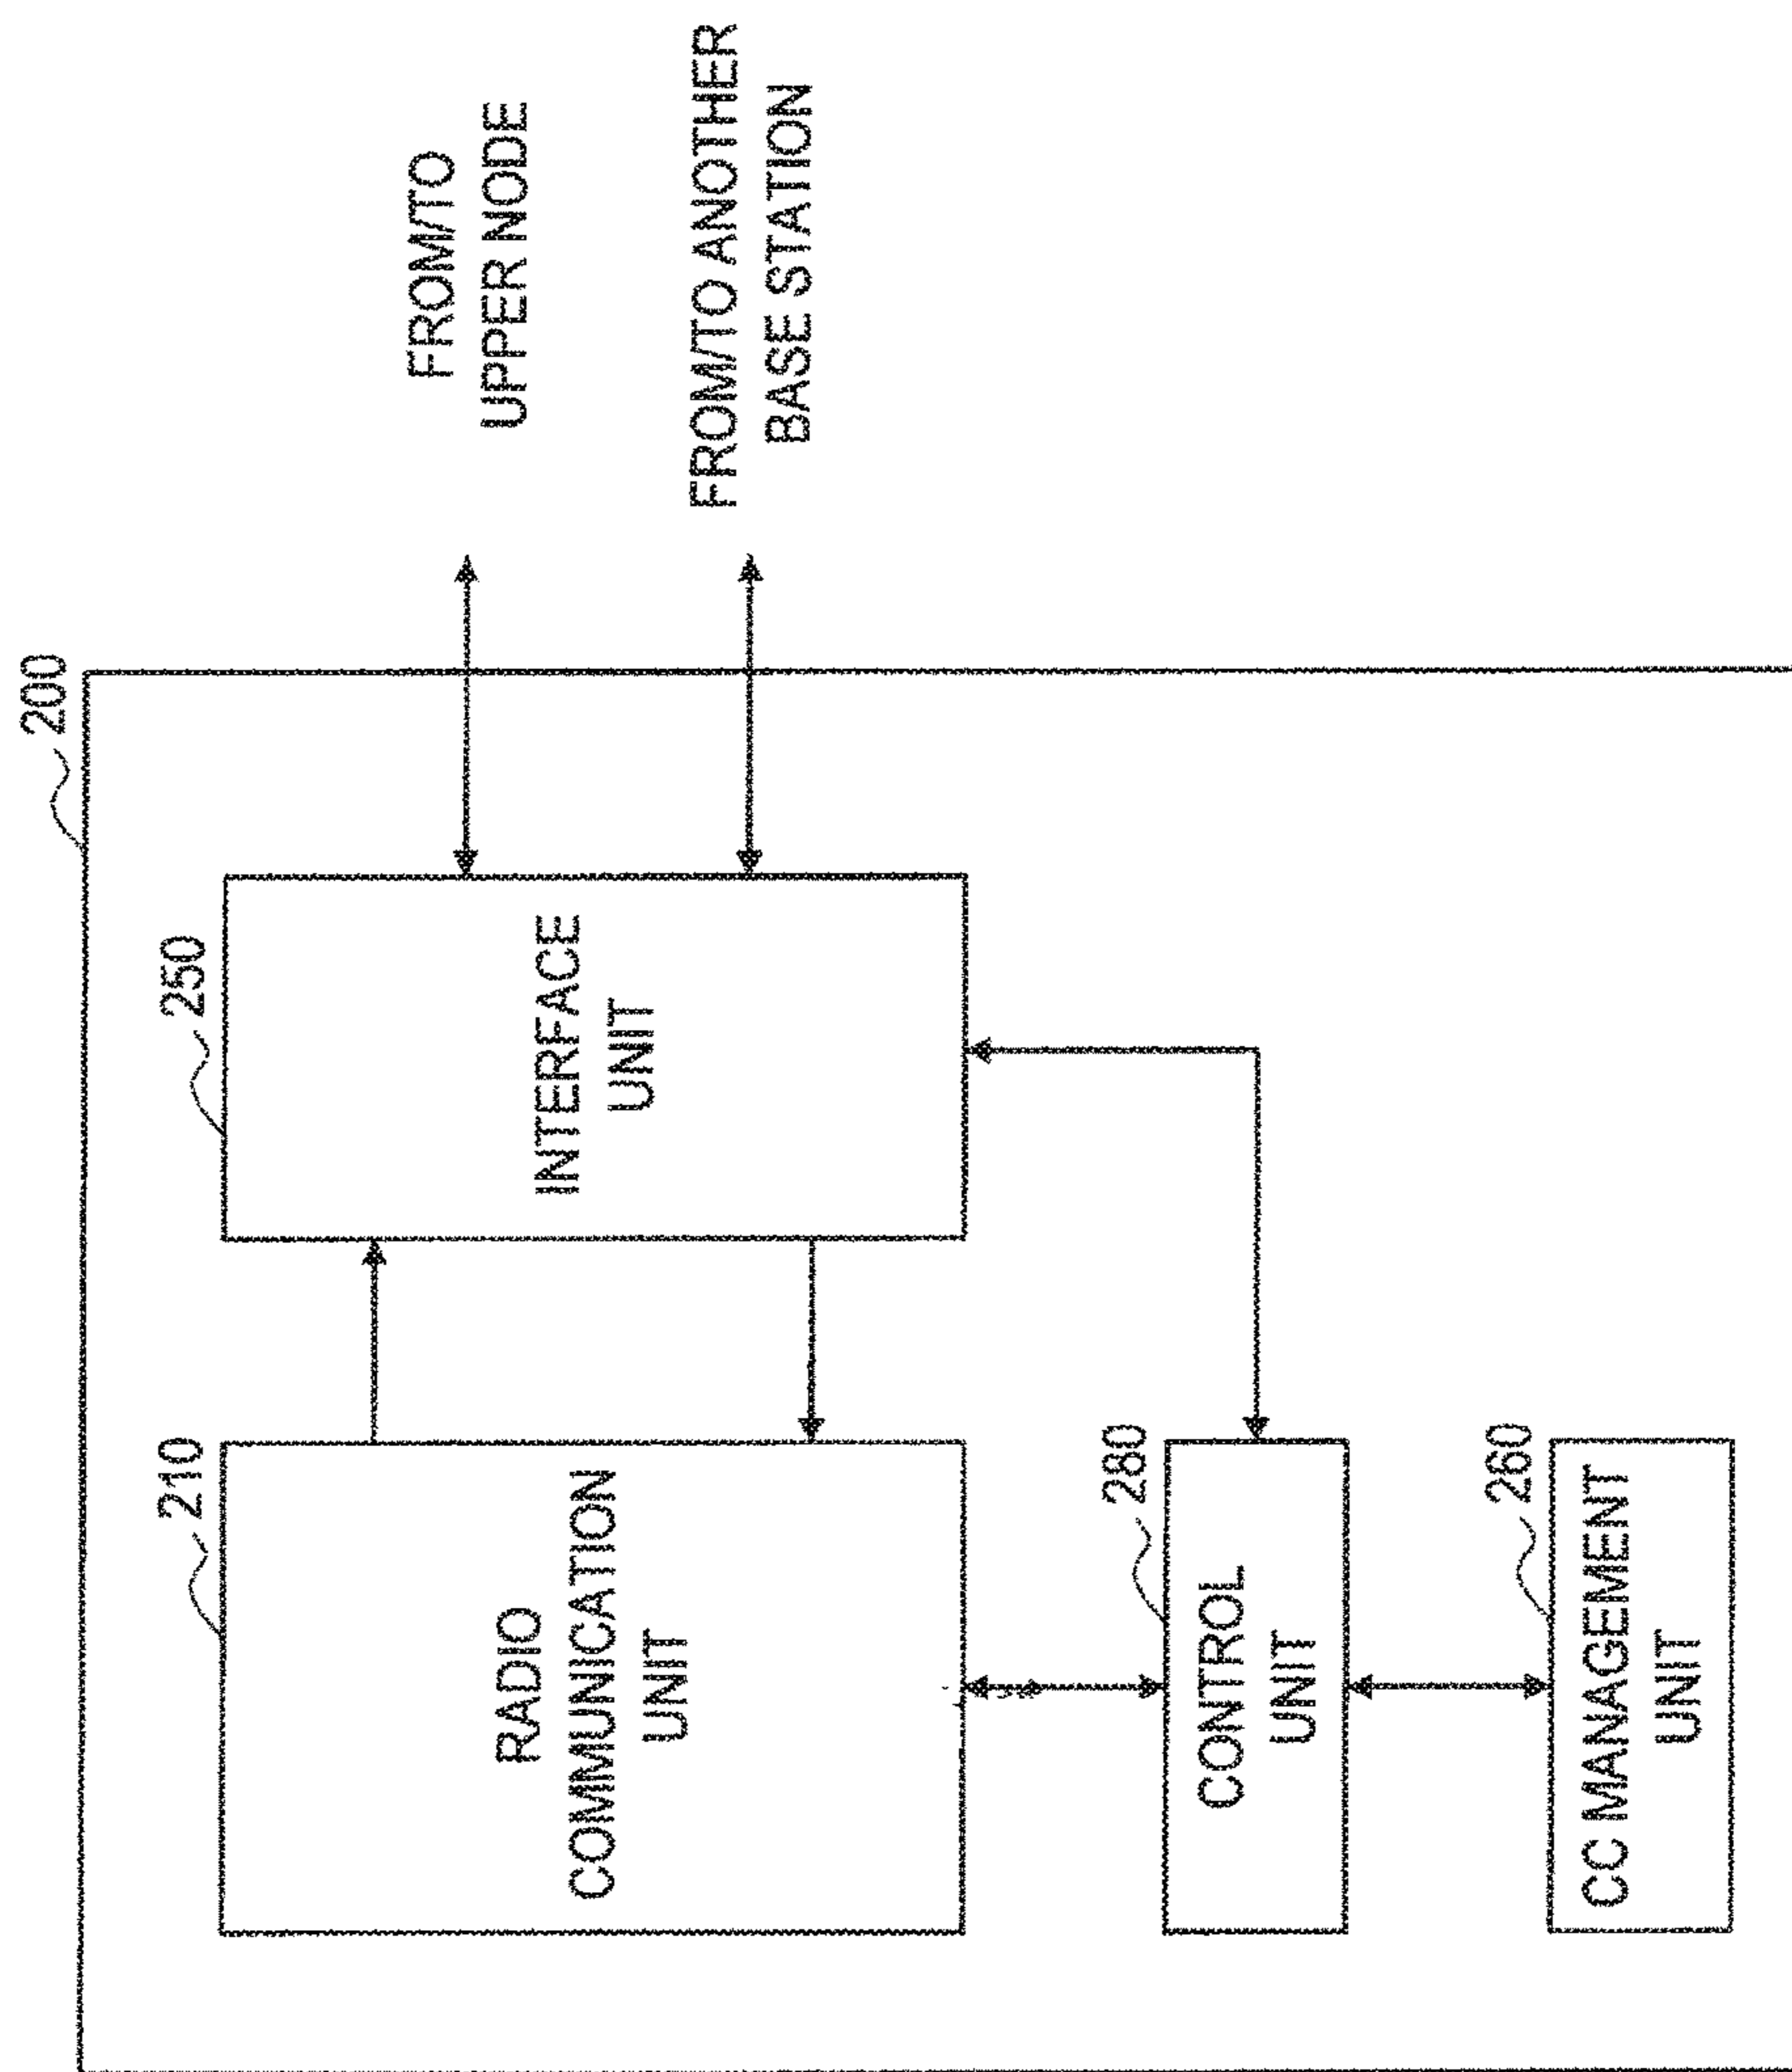 200
210
RADIO
COMMUNICATION
UNIT
250
INTERFACE
UNIT
FROM/TO
UPPER NODE
FROM/TO ANOTHER
BASE STATION
280
CONTROL
UNIT
260
CC MANAGEMENT
UNIT